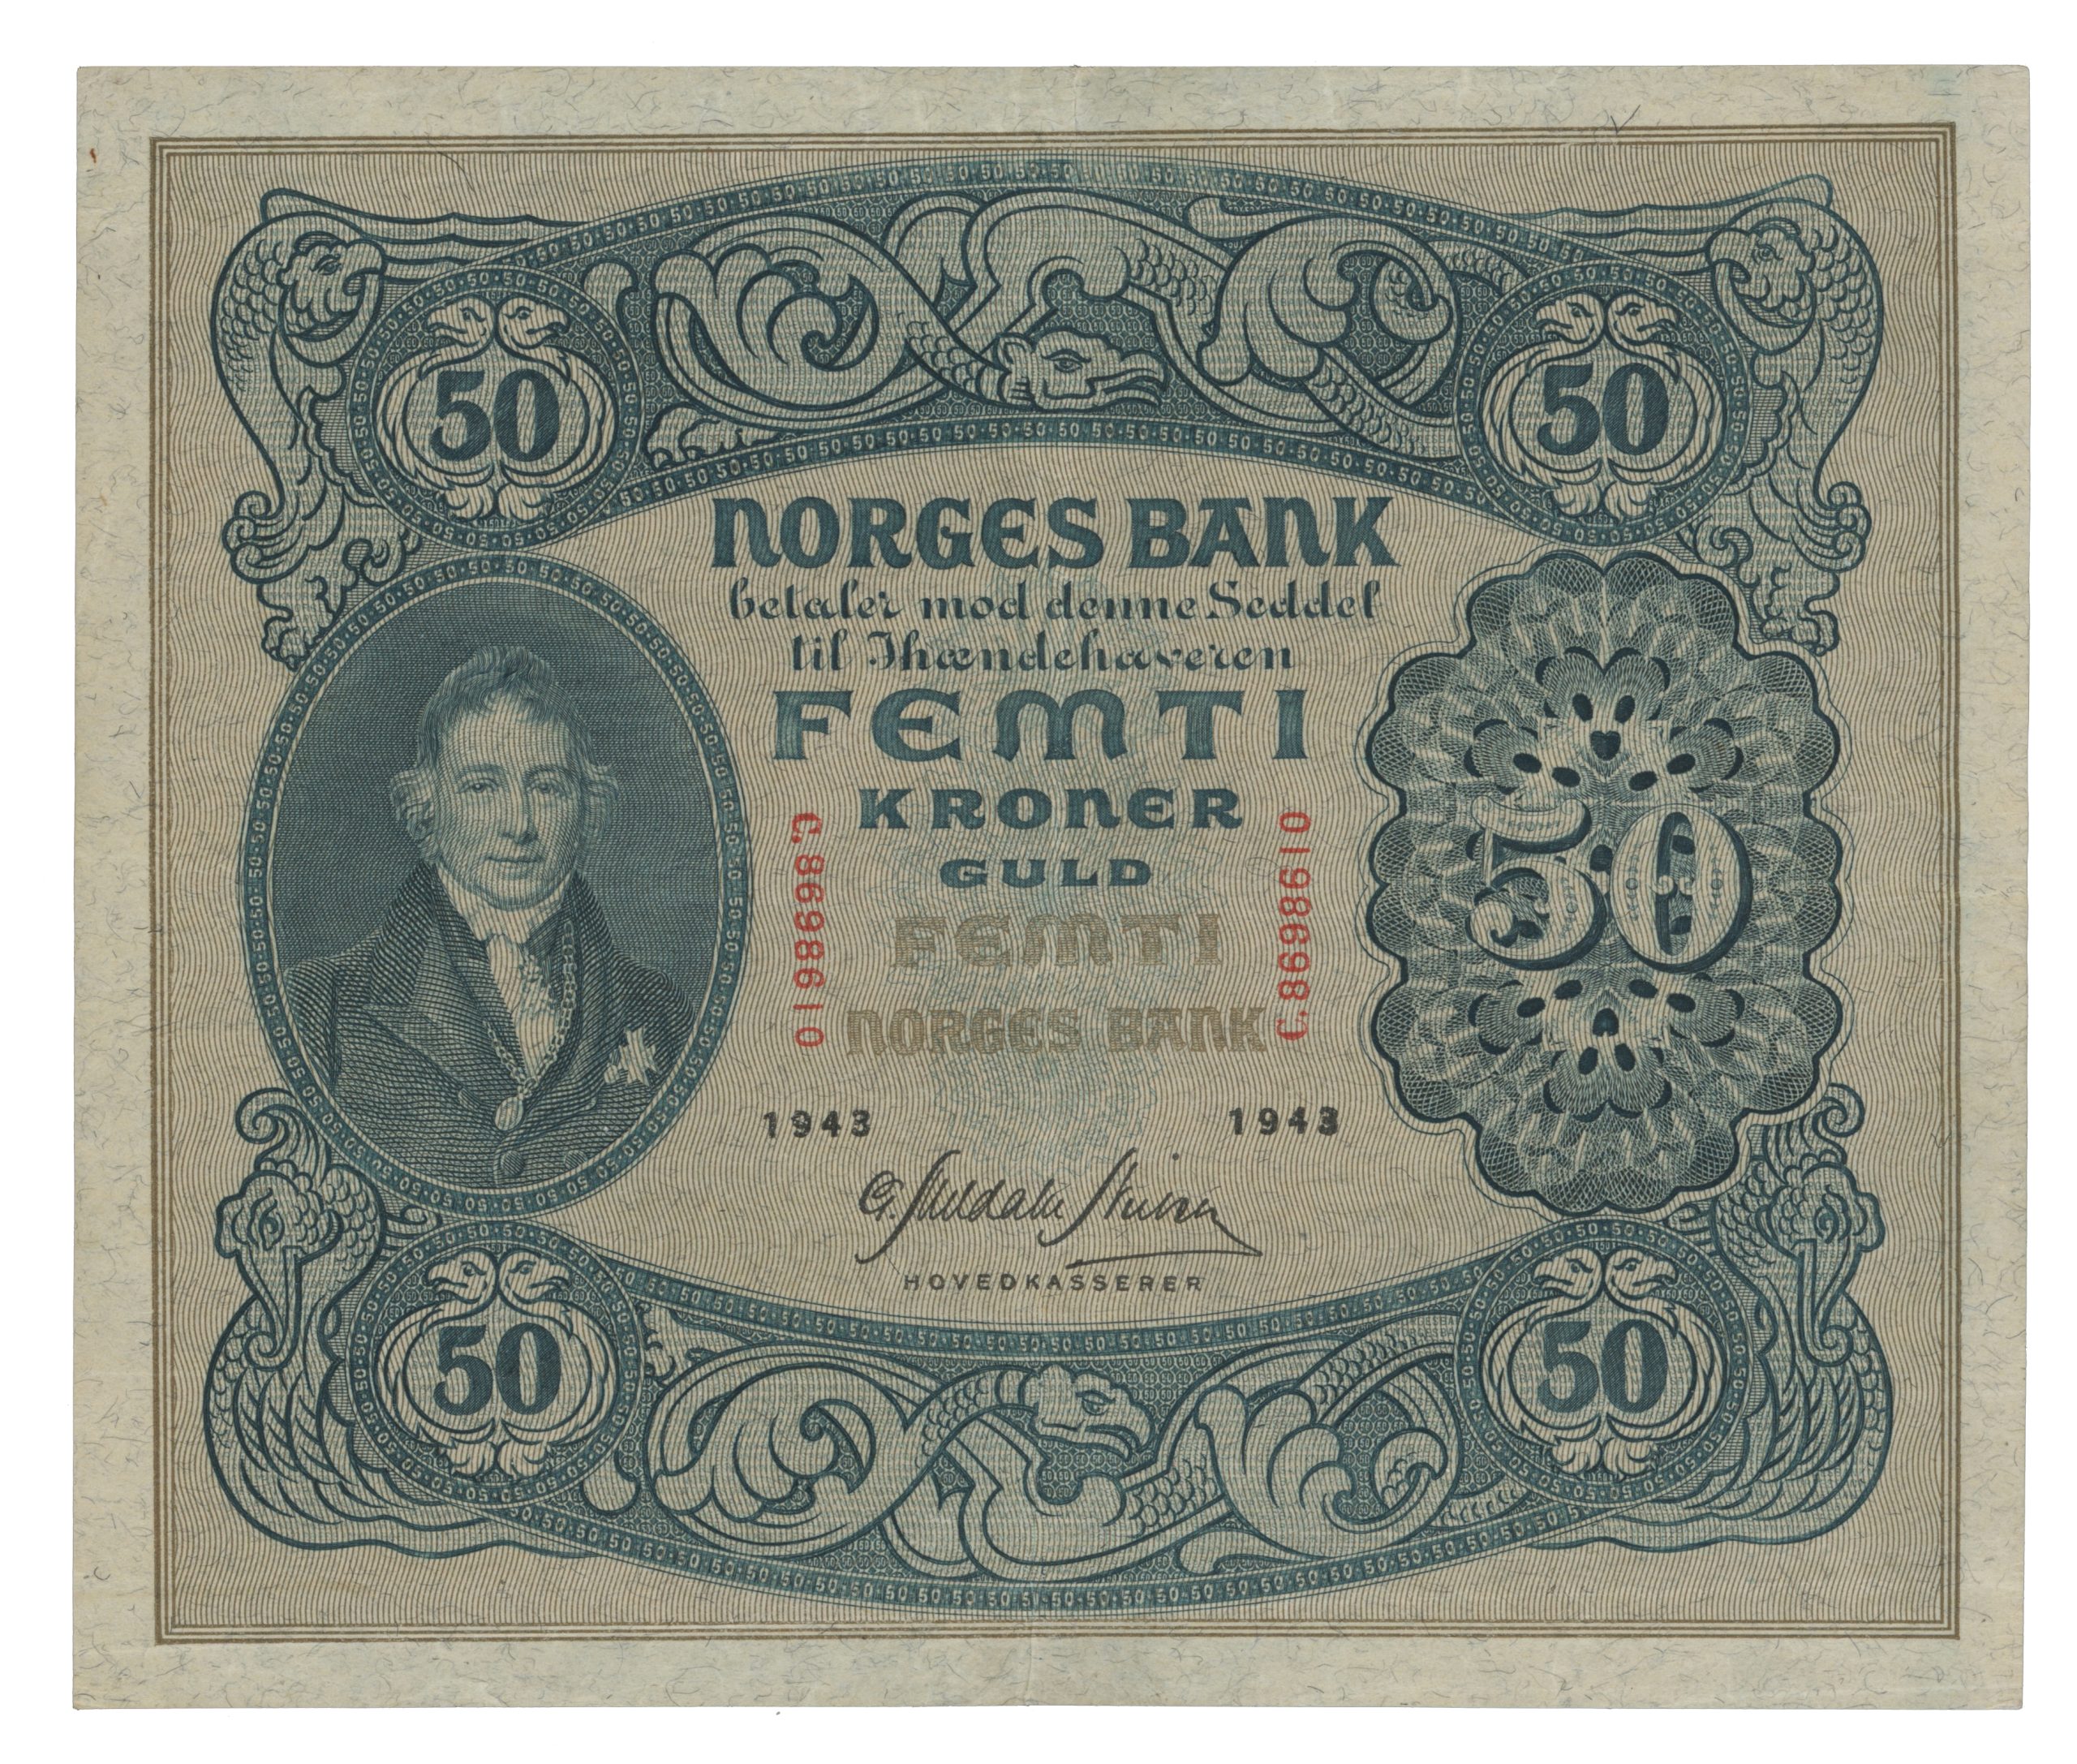 50
50
NORGES BANK
betaler mod denne Seddel
til Ihændehaveren
FEMTI
KRONER
GULD
FEMTI
NORGES BANK
C.8698610
C.8698610
50
1943
1943
HOVEDKASSERER
50
50